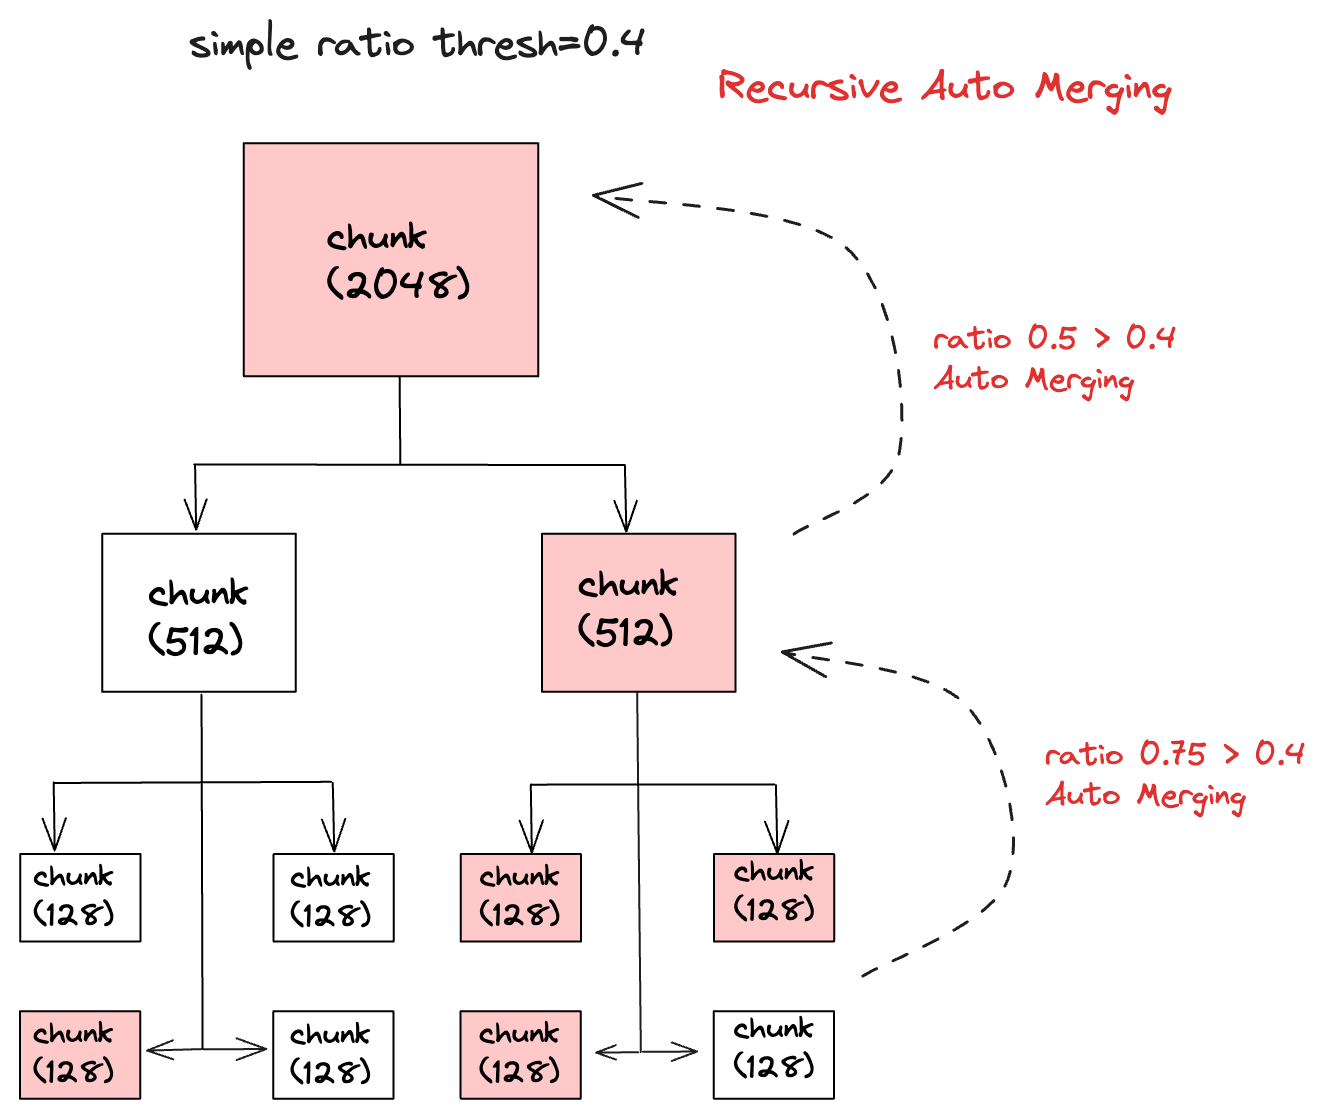 simple ratio thresh=0.4
Recursive Auto Merging
chunk
(2048)
ratio 0.5 > 0.4
Auto Merging
chunk
(512)
chunk
(512)
ratio 0.75 > 0.4
Auto Merging
chunk
(128)
chunk
(128)
chunk
(128)
chunk
(128)
chunk
(128)
chunk
(128)
chunk
(128)
chunk
(128)